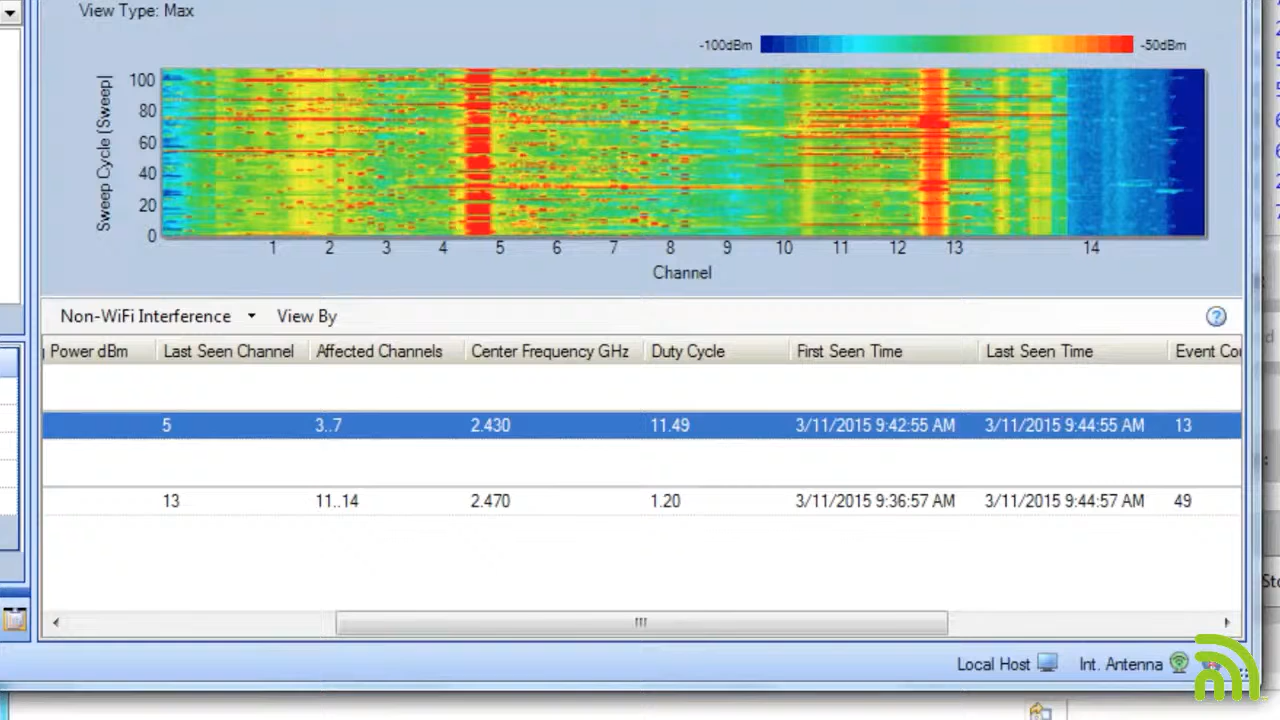 View Type: Max
-100dBm -50dBm
Sweep Cycle [Sweep]
100
80
60
40
20
0
1 2 3 4 5 6 7 8 9 10 11 12 13 14
Channel
Non-WiFi Interference View By
Power dBm Last Seen Channel Affected Channels Center Frequency GHz Duty Cycle First Seen Time Last Seen Time Event Cou
5 3..7 2.430 11.49 3/11/2015 9:42:55 AM 3/11/2015 9:44:55 AM 13
13 11..14 2.470 1.20 3/11/2015 9:36:57 AM 3/11/2015 9:44:57 AM 49
Local Host Int. Antenna